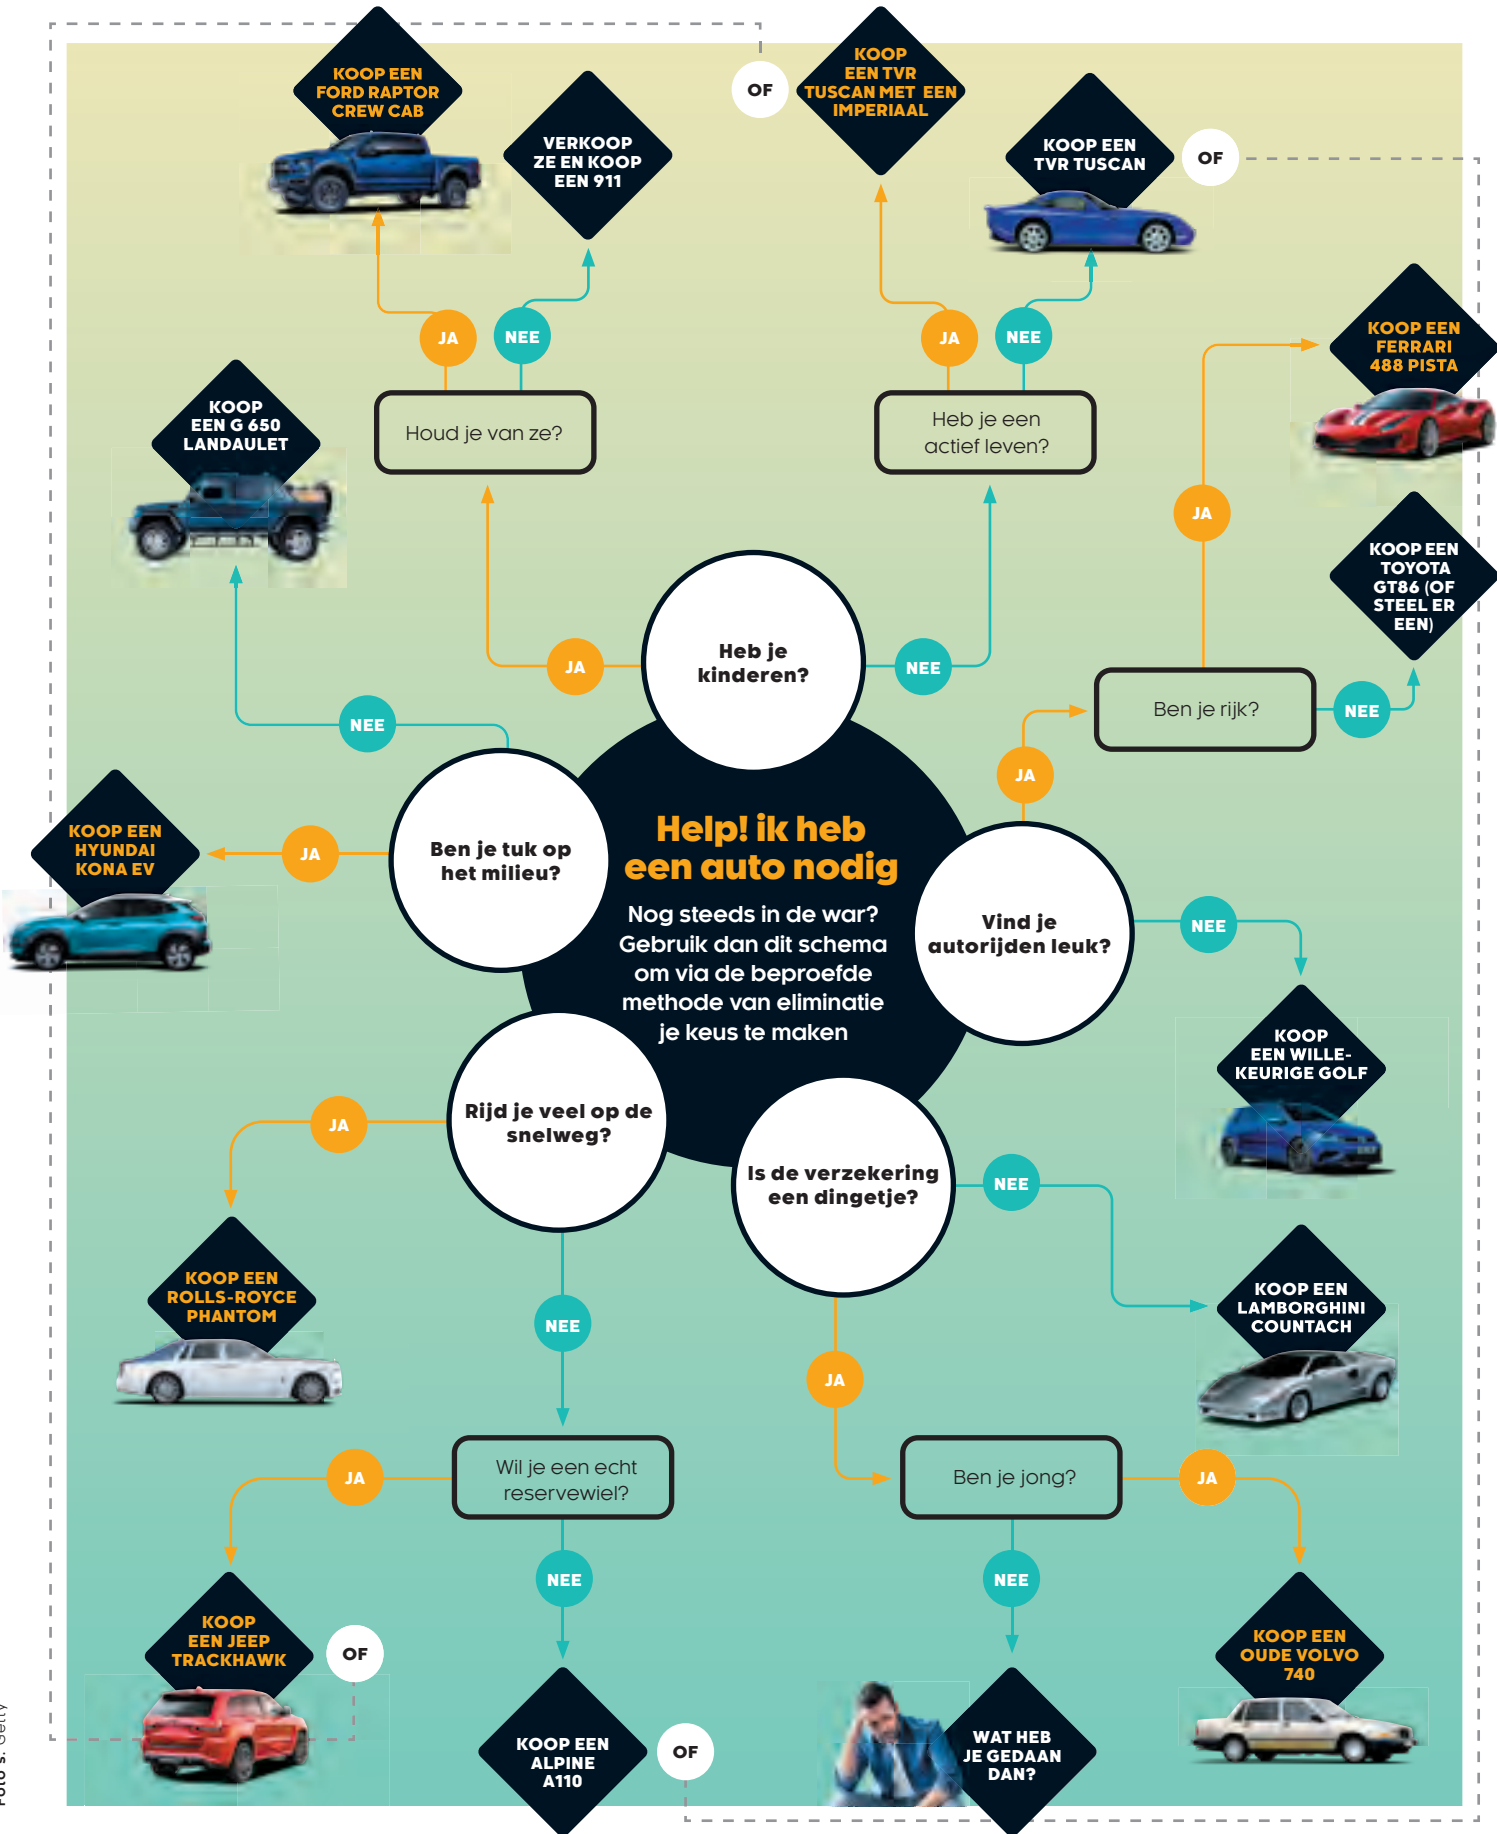 KOOP EEN
FORD RAPTOR
CREW CAB
VERKOOP
ZE EN KOOP
EEN 911
OF
KOOP
EEN TVR
TUSCAN MET EEN
IMPERIAAL
KOOP EEN
TVR TUSCAN
OF
JA
NEE
JA
NEE
KOOP EEN
FERRARI
488 PISTA
Houd je van ze?
Heb je een
actief leven?
KOOP
EEN G 650
LANDAULET
JA
KOOP EEN
TOYOTA
GT86 (OF
STEEL ER
EEN)
Heb je
kinderen?
JA
NEE
NEE
Ben je rijk?
NEE
JA
KOOP EEN
HYUNDAI
KONA EV
JA
Ben je tuk op
het milieu?
Help! ik heb
een auto nodig
Nog steeds in de war?
Gebruik dan dit schema
om via de beproefde
methode van eliminatie
je keus te maken
Vind je
autorijden leuk?
NEE
KOOP
EEN WILLE-
KEURIGE GOLF
JA
Rijd je veel op de
snelweg?
Is de verzekering
een dingetje?
NEE
KOOP EEN
ROLLS-ROYCE
PHANTOM
NEE
KOOP EEN
LAMBORGHINI
COUNTACH
JA
JA
Wil je een echt
reservewiel?
Ben je jong?
JA
NEE
NEE
KOOP
EEN JEEP
TRACKHAWK
OF
KOOP EEN
OUDE VOLVO
740
KOOP EEN
ALPINE
A110
OF
WAT HEB
JE GEDAAN
DAN?
Foto's: Getty